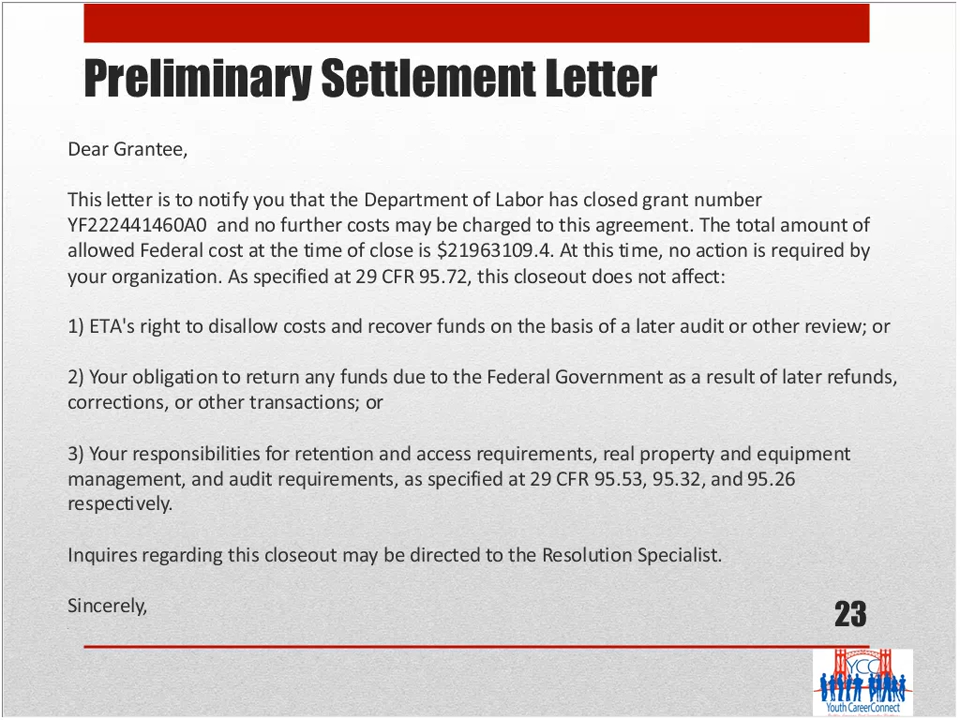 Preliminary Settlement Letter
Dear Grantee,
This letter is to notify you that the Department of Labor has closed grant number
YF222441460A0  and no further costs may be charged to this agreement. The total amount of
allowed Federal cost at the time of close is $21963109.4. At this time, no action is required by
your organization. As specified at 29 CFR 95.72, this closeout does not affect:
1) ETA's right to disallow costs and recover funds on the basis of a later audit or other review; or
2) Your obligation to return any funds due to the Federal Government as a result of later refunds,
corrections, or other transactions; or
3) Your responsibilities for retention and access requirements, real property and equipment
management, and audit requirements, as specified at 29 CFR 95.53, 95.32, and 95.26
respectively.
Inquires regarding this closeout may be directed to the Resolution Specialist.
Sincerely,
23
YCC
Youth CareerConnect